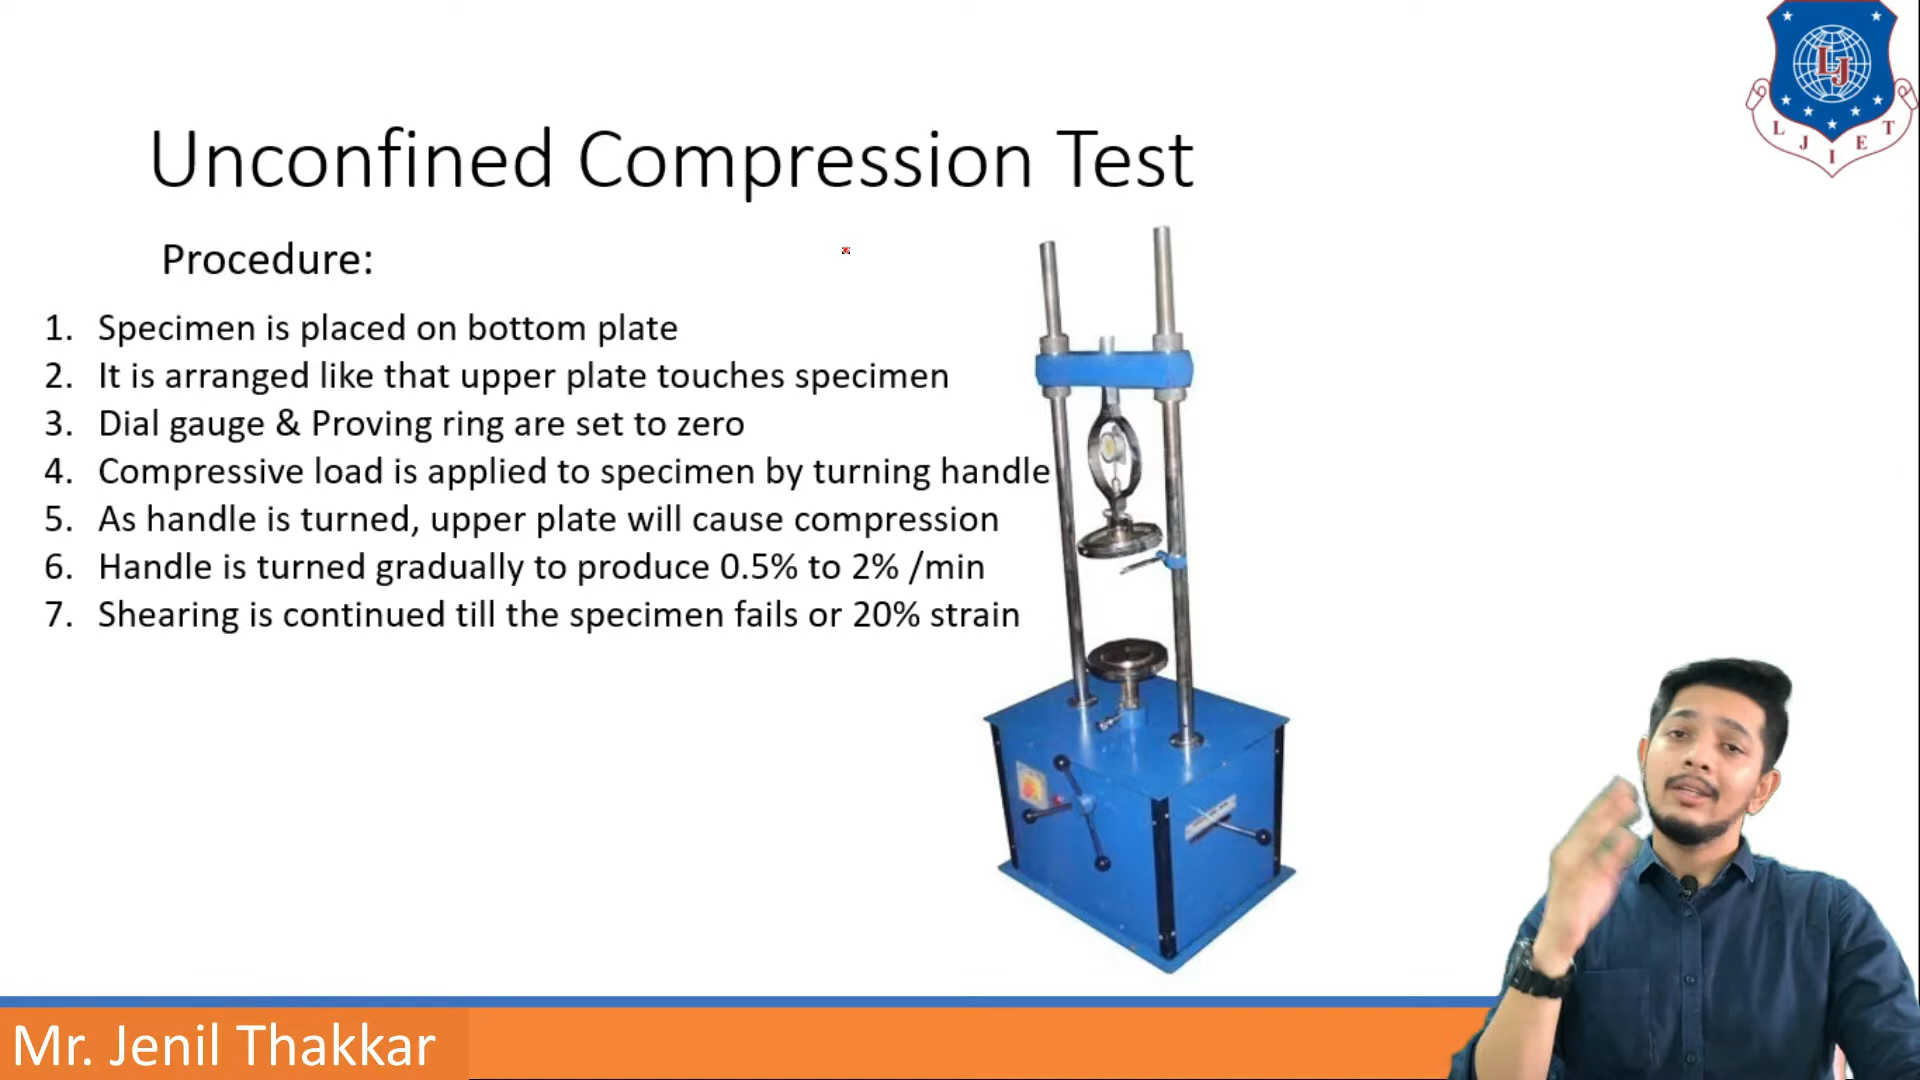 Unconfined Compression Test
Procedure:
1. Specimen is placed on bottom plate
2. It is arranged like that upper plate touches specimen
3. Dial gauge & Proving ring are set to zero
4. Compressive load is applied to specimen by turning handle
5. As handle is turned, upper plate will cause compression
6. Handle is turned gradually to produce 0.5% to 2% /min
7. Shearing is continued till the specimen fails or 20% strain
LJ
L J I E T
Mr. Jenil Thakkar